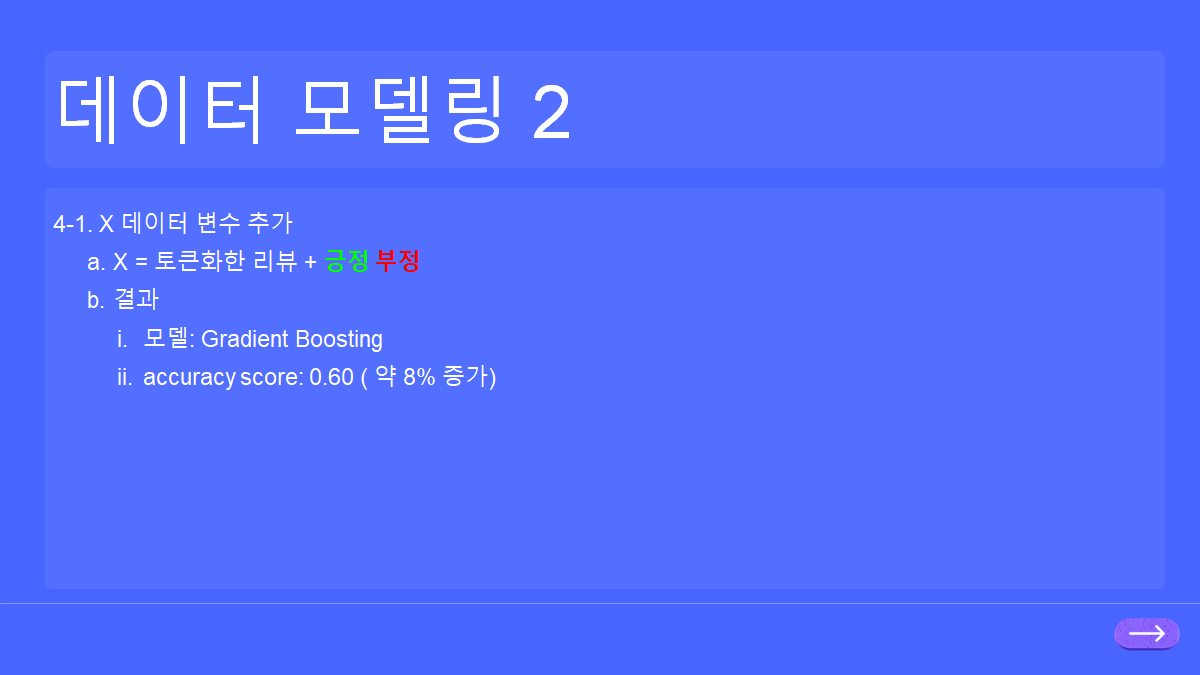 데이터 모델링 2
4-1. X 데이터 변수 추가
a. X = 토큰화한 리뷰 + 긍정 부정
b. 결과
i. 모델: Gradient Boosting
ii. accuracy score: 0.60 ( 약 8% 증가)